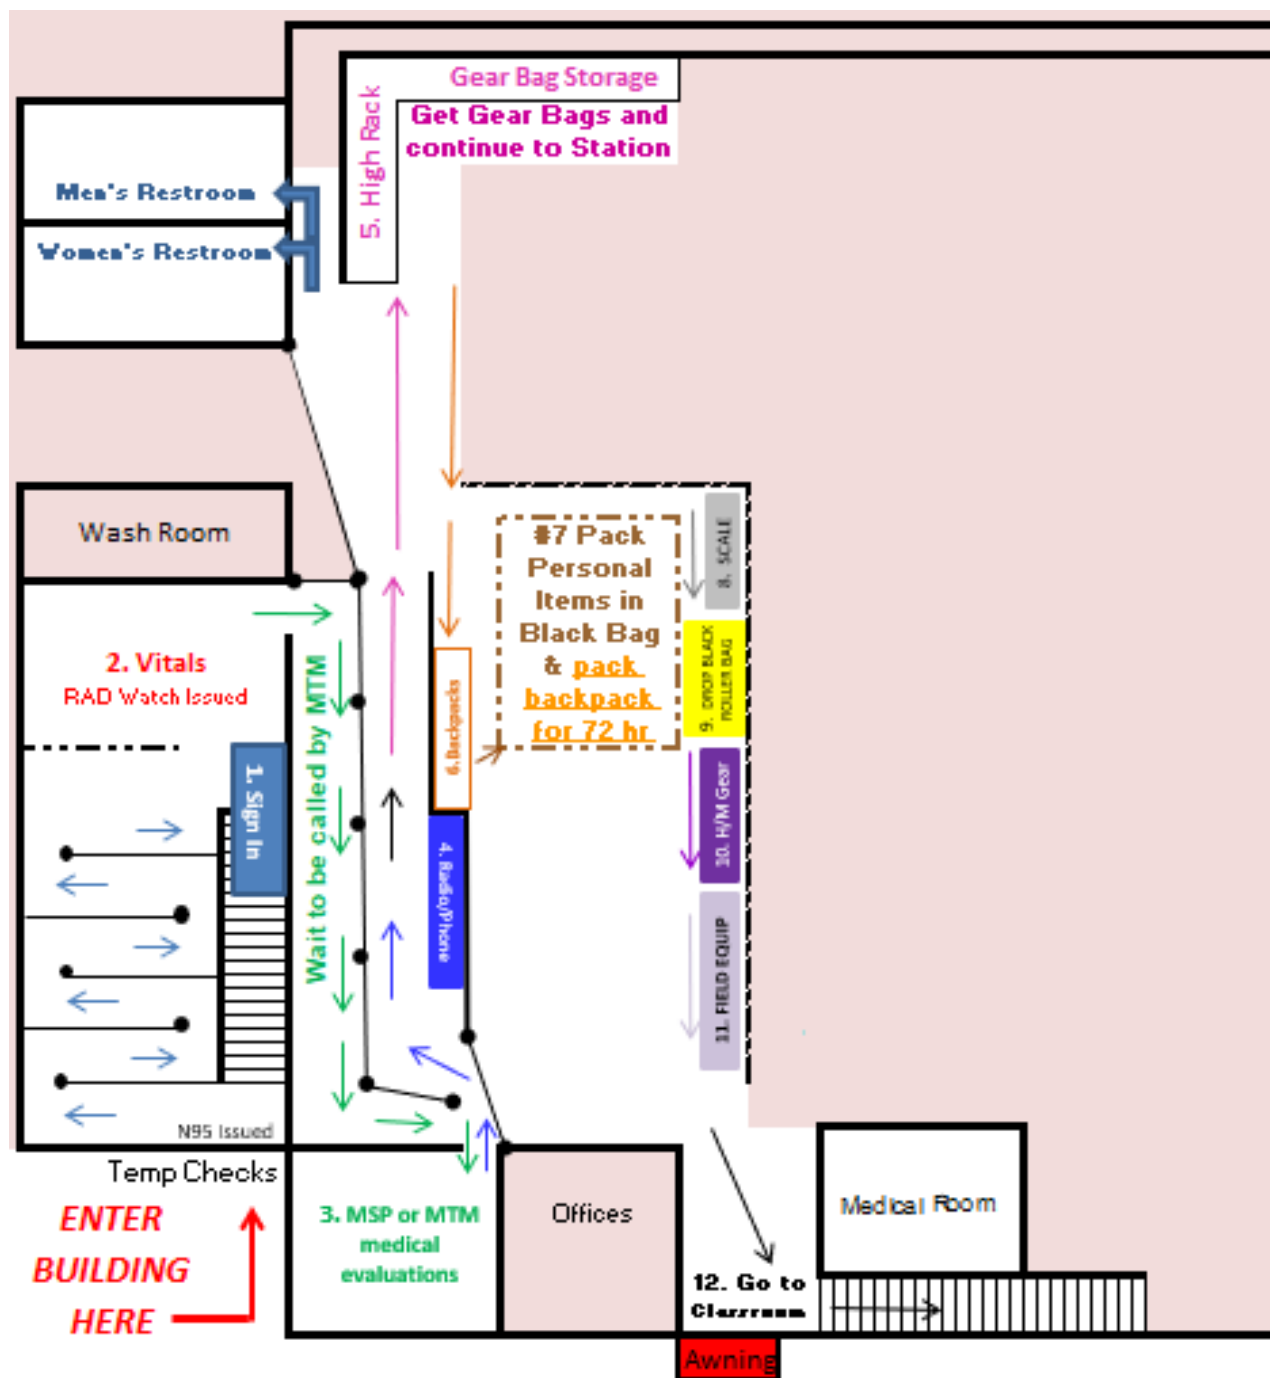 Gear Bag Storage
Get Gear Bags and
continue to Station
5. High Rack
Men's Restroom
Women's Restroom
Wash Room
2. Vitals
RAD Watch Issued
1. Sign In
Wait to be called by MTM
4. Radio/Phone
6.Backpacks
#7 Pack
Personal
Items in
Black Bag
& pack
backpack
for 72 hr
8. SCALE
9. DROP BLACK
ROLLER BAG
10. H/M Gear
11. FIELD EQUIP
N95 Issued
Temp Checks
ENTER
BUILDING
HERE
3. MSP or MTM
medical
evaluations
Offices
Medical Room
12. Go to
Classroom
Awning